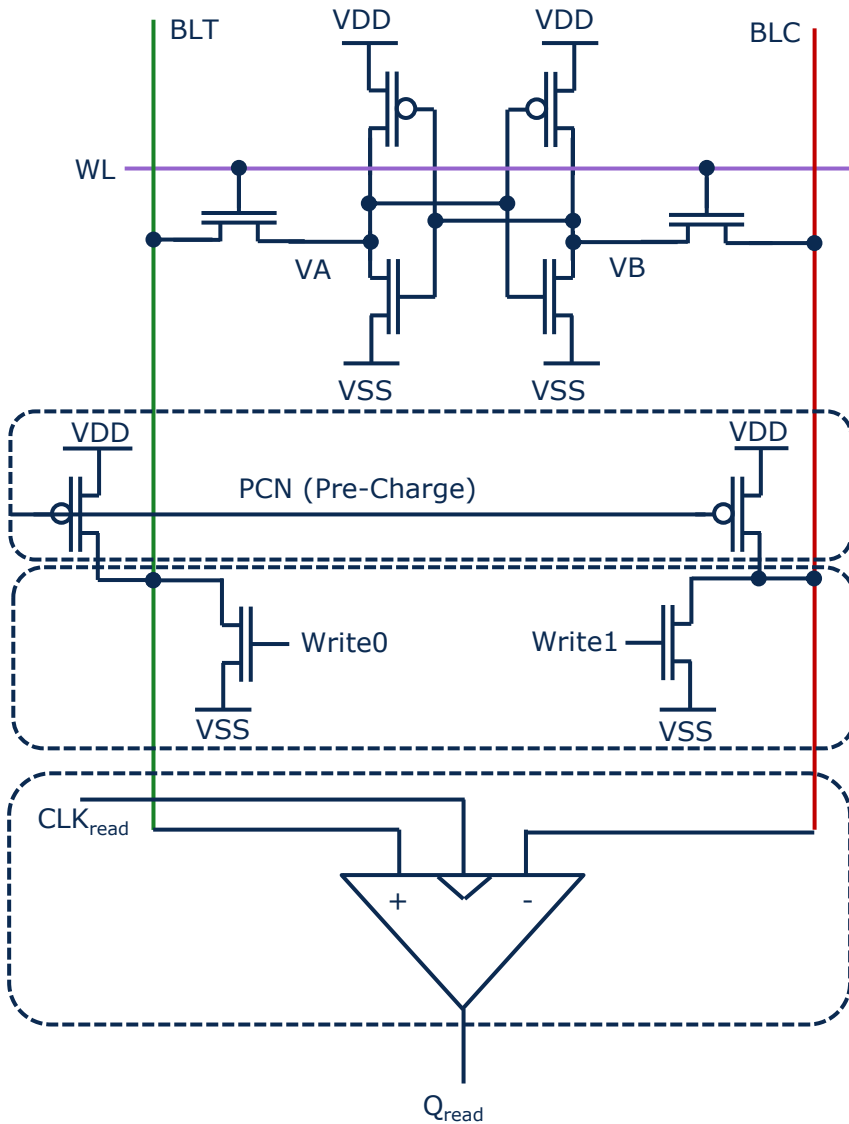 BLT
VDD
VDD
BLC
WL
VA
VB
VSS
VSS
VDD
VDD
PCN (Pre-Charge)
Write0
Write1
VSS
VSS
CLKread
+
-
Qread